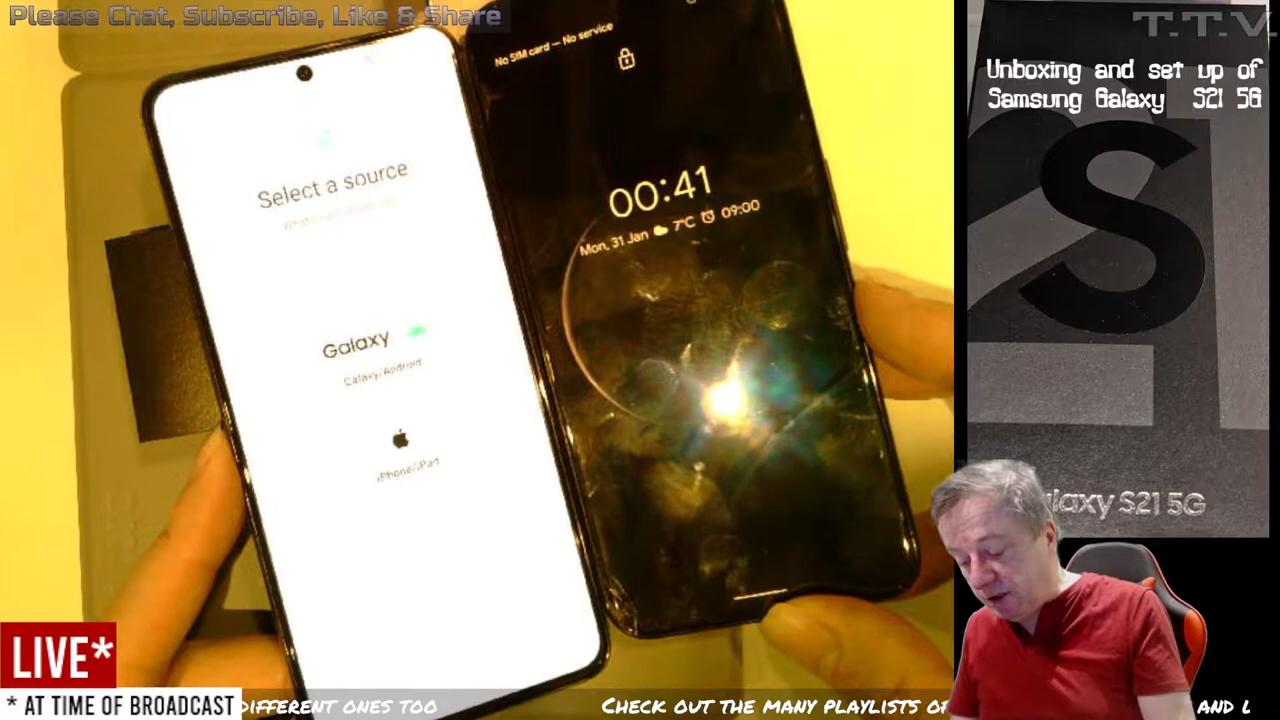 Please Chat, Subscribe, Like & Share
T.T.V.
Unboxing and set up of
Samsung Galaxy S21 5G
No SIM card — No service
00:41
Mon, 31 Jan 7°C 09:00
Select a source
Galaxy
Galaxy/Android
iPhone/iPad
S
21
alaxy S21 5G
LIVE*
* AT TIME OF BROADCAST
DIFFERENT ONES TOO
CHECK OUT THE MANY PLAYLISTS OF
AND L